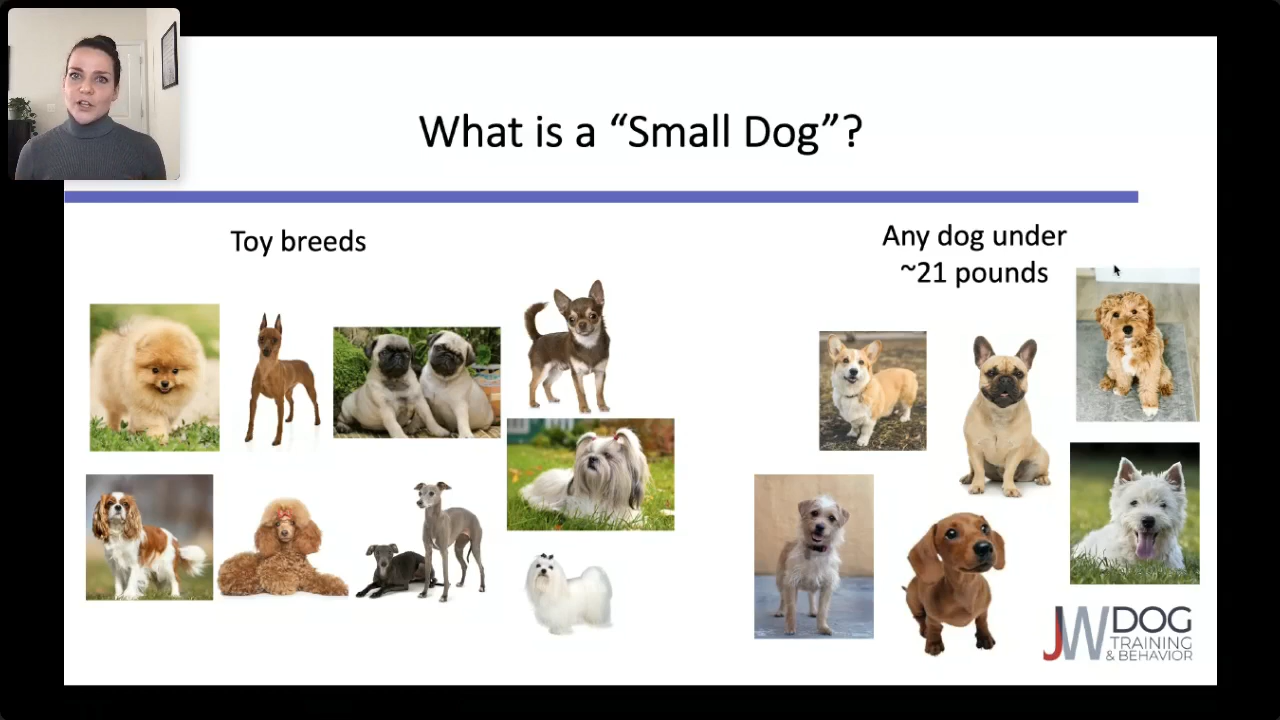 What is a “Small Dog”?
Toy breeds
Any dog under
~21 pounds
JW DOG
TRAINING
& BEHAVIOR